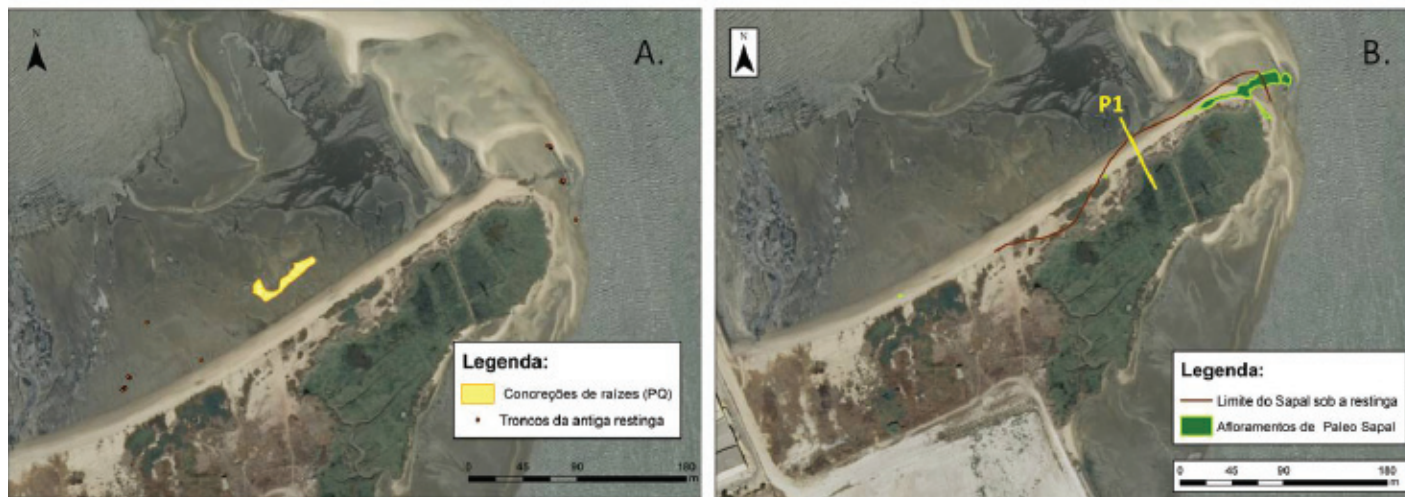 N
A.
Legenda:
Concreções de raízes (PQ)
Troncos da antiga restinga
0 45 90 180
m
N
B.
P1
Legenda:
Limite do Sapal sob a restinga
Afloramentos de Paleo Sapal
0 45 90 180
m